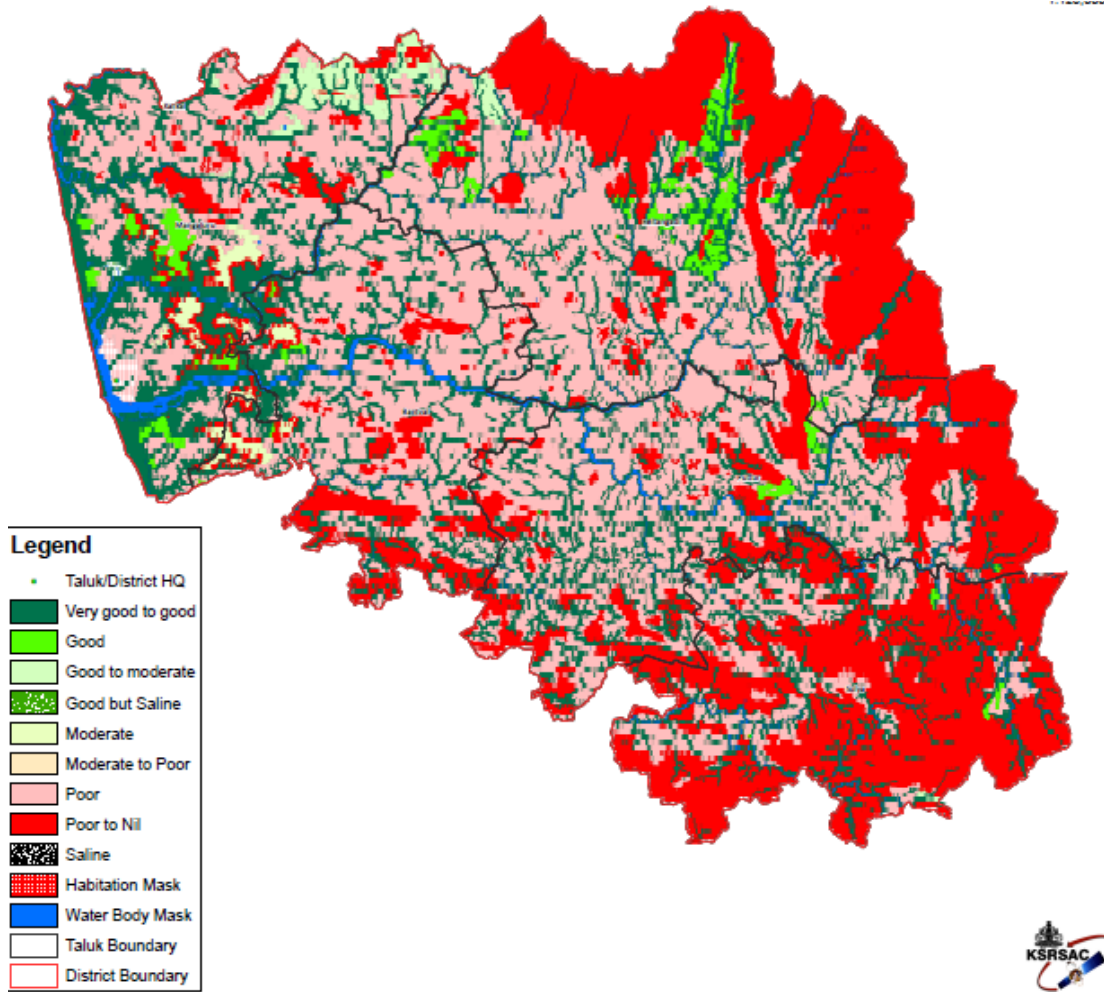 Legend
Taluk/District HQ
Very good to good
Good
Good to moderate
Good but Saline
Moderate
Moderate to Poor
Poor
Poor to Nil
Saline
Habitation Mask
Water Body Mask
Taluk Boundary
District Boundary
KSRSAC